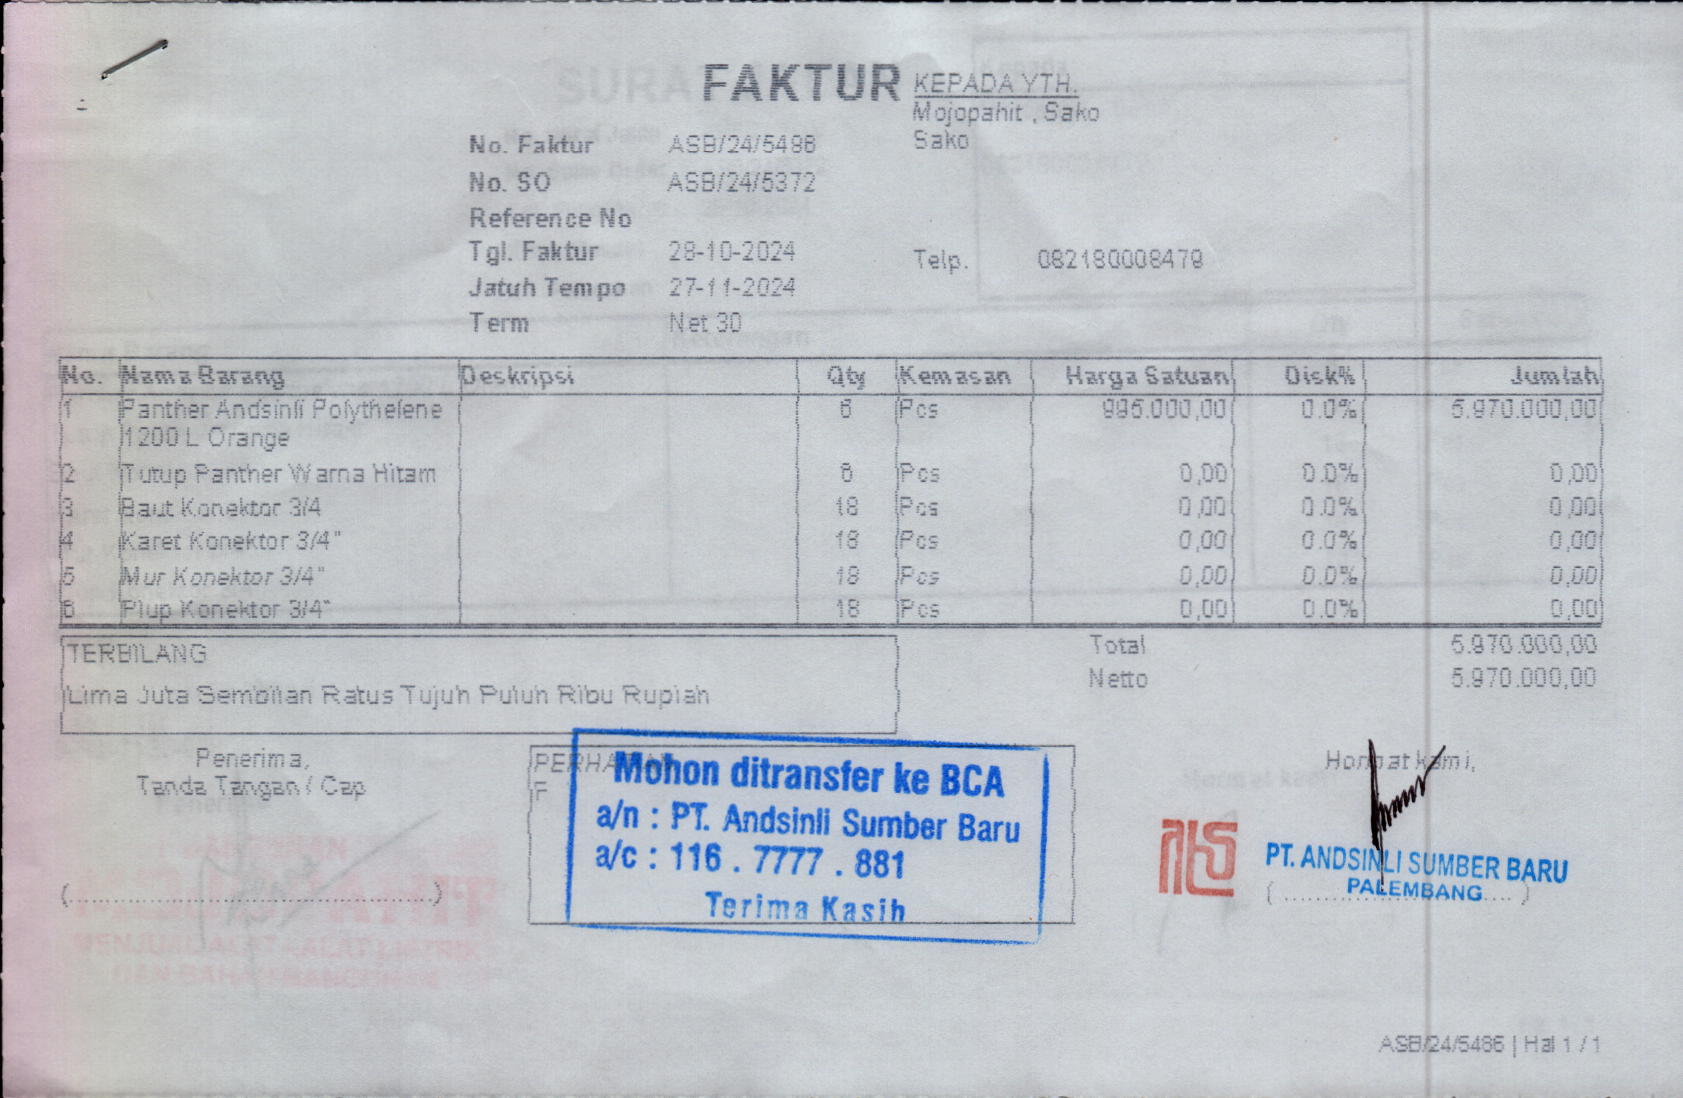 FAKTUR
KEPADA YTH.
Mojopahit , Sako
Sako
No. Faktur ASB/24/5486
No. SO ASB/24/5372
Reference No
Tgl. Faktur 28-10-2024
Telp. 082180008479
Jatuh Tempo 27-11-2024
Term Net 30
No. Nama Barang Deskripsi Qty Kemasan Harga Satuan Disk% Jumlah
1 Panther Andsinli Polythelene 6 Pcs 995.000,00 0.0% 5.970.000,00
1200 L Orange
2 Tutup Panther Warna Hitam 6 Pcs 0,00 0.0% 0,00
3 Baut Konektor 3/4 18 Pcs 0,00 0.0% 0,00
4 Karet Konektor 3/4" 18 Pcs 0,00 0.0% 0,00
5 Mur Konektor 3/4" 18 Pcs 0,00 0.0% 0,00
6 Plup Konektor 3/4" 18 Pcs 0,00 0.0% 0,00
TERBILANG
Lima Juta Sembilan Ratus Tujuh Puluh Ribu Rupiah
Total 5.970.000,00
Netto 5.970.000,00
Penerima,
Tanda Tangan / Cap
Mohon ditransfer ke BCA
a/n : PT. Andsinli Sumber Baru
a/c : 116 . 7777 . 881
Terima Kasih
Hormat kami,
PT. ANDSINLI SUMBER BARU
PALEMBANG
ASB/24/5486 | Hal 1 / 1